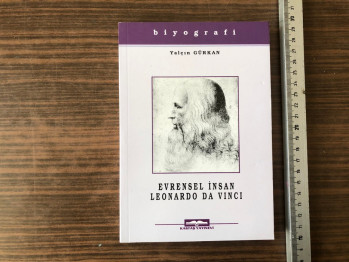 biyografi
Yalçın GÜRKAN
EVRENSEL İNSAN
LEONARDO DA VINCI